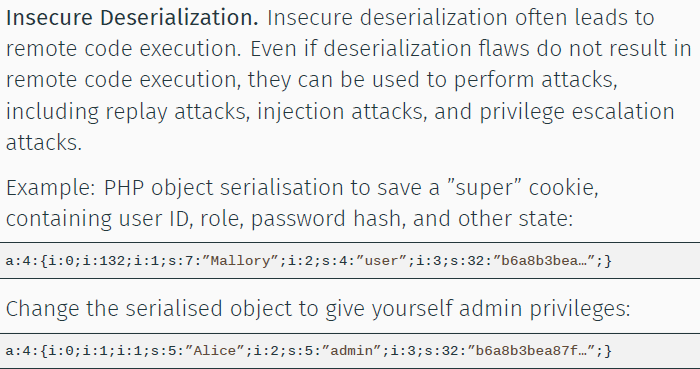 Insecure Deserialization. Insecure deserialization often leads to
remote code execution. Even if deserialization flaws do not result in
remote code execution, they can be used to perform attacks,
including replay attacks, injection attacks, and privilege escalation
attacks.
Example: PHP object serialisation to save a ”super” cookie,
containing user ID, role, password hash, and other state:
a:4:{i:0;i:132;i:1;s:7:”Mallory”;i:2;s:4:”user”;i:3;s:32:”b6a8b3bea…”;}
Change the serialised object to give yourself admin privileges:
a:4:{i:0;i:1;i:1;s:5:”Alice”;i:2;s:5:”admin”;i:3;s:32:”b6a8b3bea87f…”;}